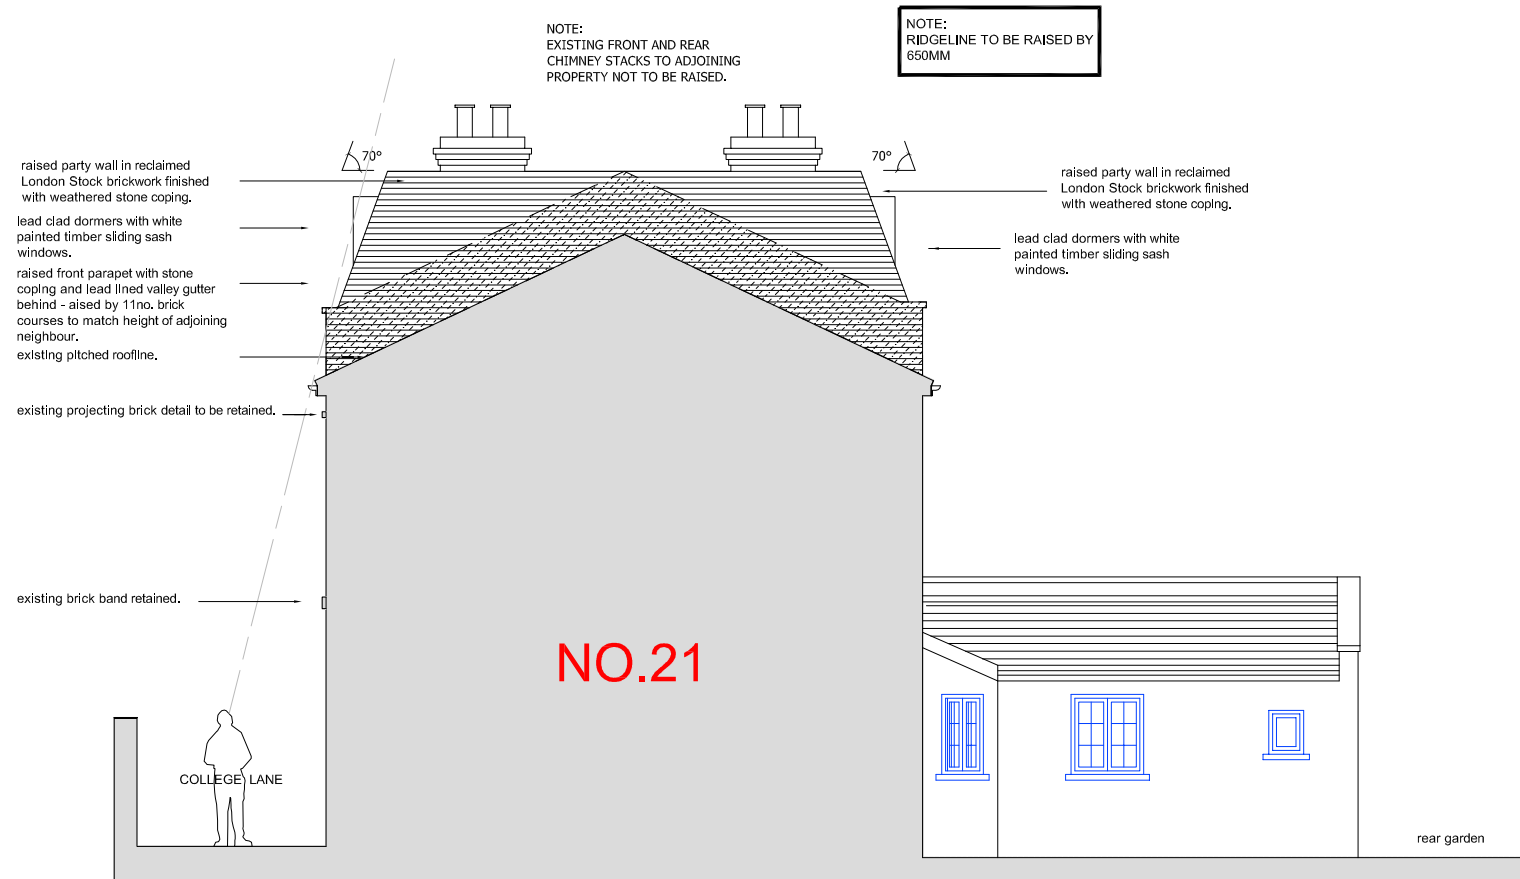 NOTE:
EXISTING FRONT AND REAR
CHIMNEY STACKS TO ADJOINING
PROPERTY NOT TO BE RAISED.
NOTE:
RIDGELINE TO BE RAISED BY
650MM
70°
70°
raised party wall in reclaimed
London Stock brickwork finished
with weathered stone coping.
lead clad dormers with white
painted timber sliding sash
windows.
raised front parapet with stone
coping and lead lined valley gutter
behind - aised by 11no. brick
courses to match height of adjoining
neighbour.
existing pitched roofline.
existing projecting brick detail to be retained.
existing brick band retained.
raised party wall in reclaimed
London Stock brickwork finished
with weathered stone coping.
lead clad dormers with white
painted timber sliding sash
windows.
NO.21
COLLEGE LANE
rear garden